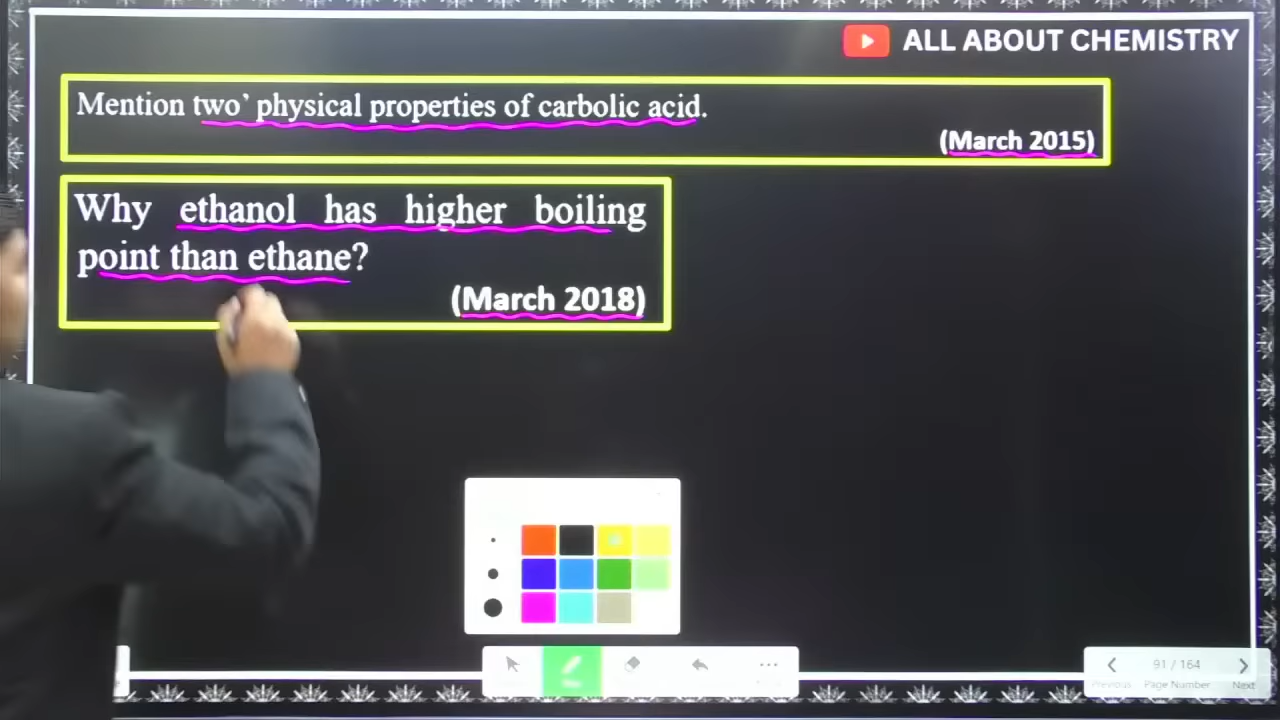 ALL ABOUT CHEMISTRY
Mention two’ physical properties of carbolic acid.
(March 2015)
Why ethanol has higher boiling
point than ethane?
(March 2018)
91 / 164
Previous Page Number Next